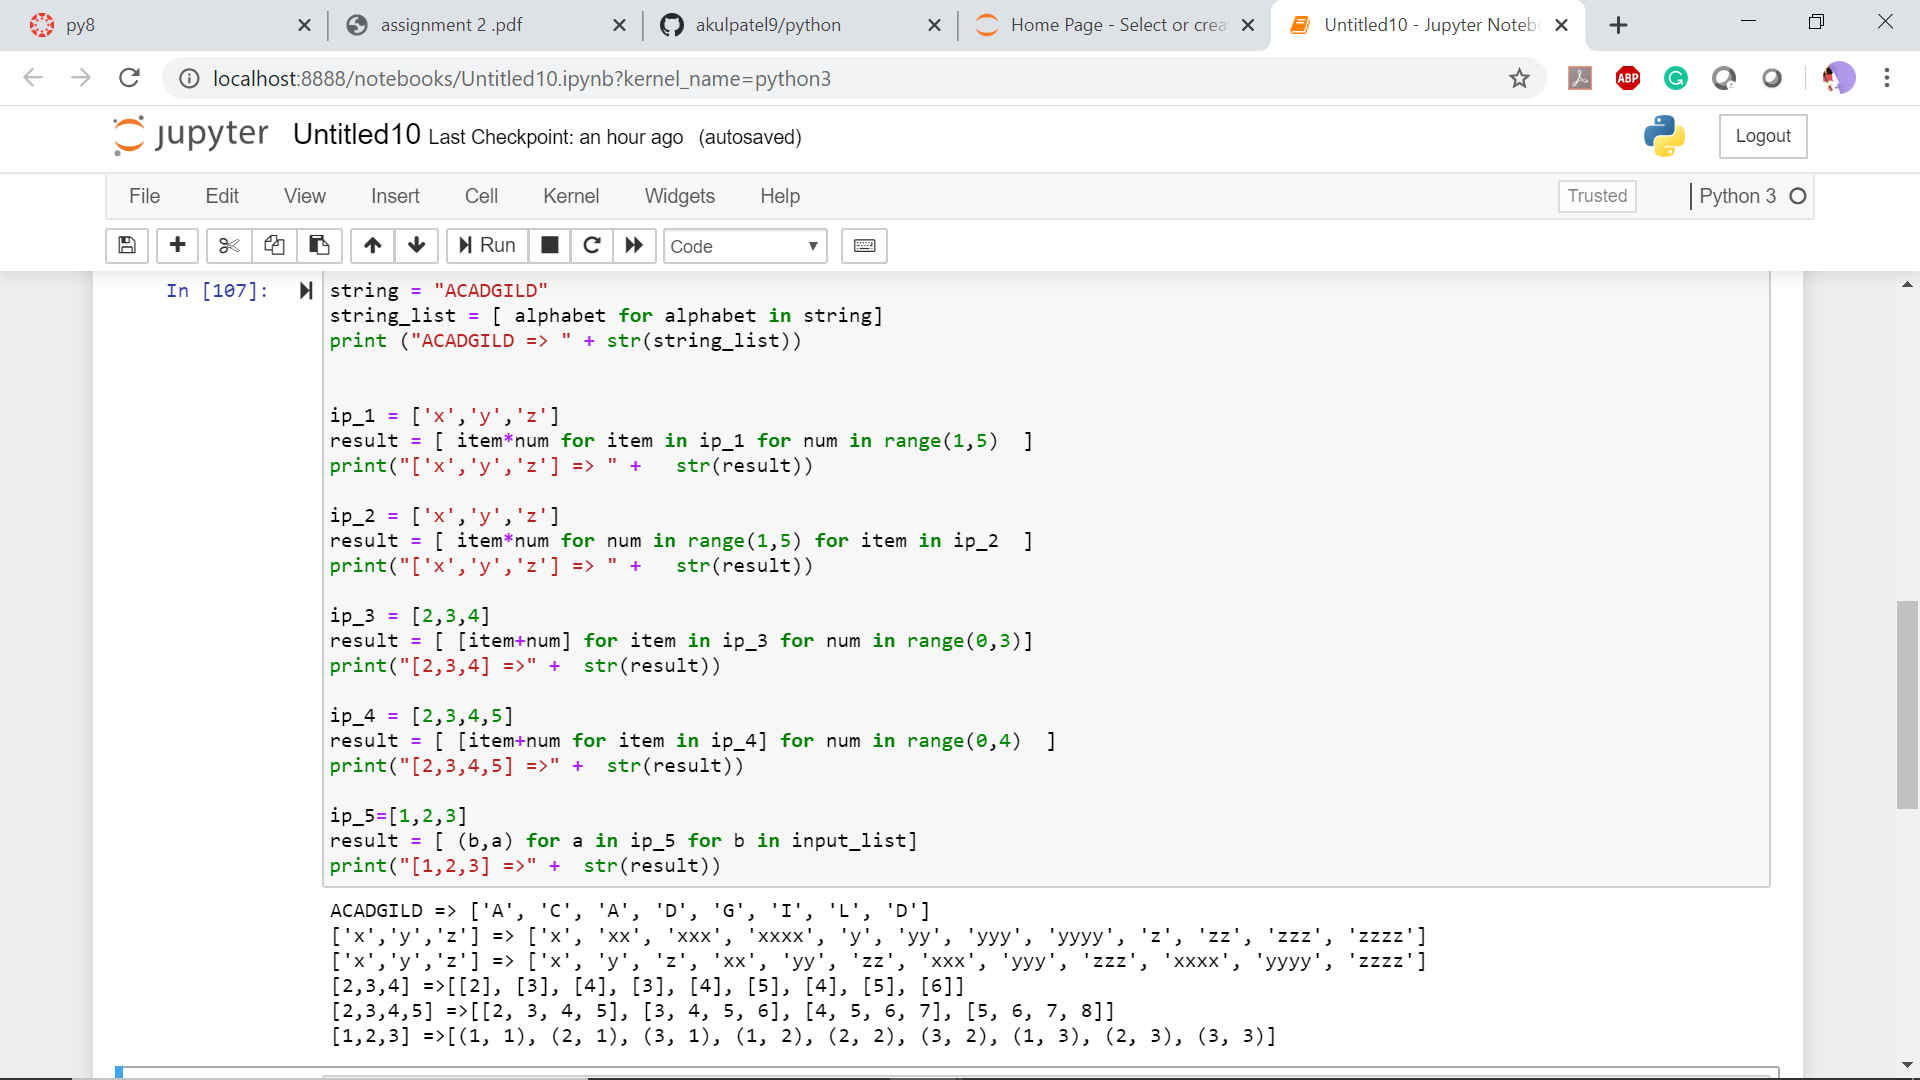 py8
assignment 2 .pdf
akulpatel9/python
Home Page - Select or crea
Untitled10 - Jupyter Notebo
localhost:8888/notebooks/Untitled10.ipynb?kernel_name=python3
ABP
G
jupyter
Untitled10 Last Checkpoint: an hour ago (autosaved)
Logout
File Edit View Insert Cell Kernel Widgets Help
Trusted
Python 3
Run
Code
In [107]:
string = "ACADGILD"
string_list = [ alphabet for alphabet in string]
print ("ACADGILD => " + str(string_list))
ip_1 = ['x','y','z']
result = [ item*num for item in ip_1 for num in range(1,5)  ]
print("['x','y','z'] => " +   str(result))
ip_2 = ['x','y','z']
result = [ item*num for num in range(1,5) for item in ip_2  ]
print("['x','y','z'] => " +   str(result))
ip_3 = [2,3,4]
result = [ [item+num] for item in ip_3 for num in range(0,3)]
print("[2,3,4] =>" +  str(result))
ip_4 = [2,3,4,5]
result = [ [item+num for item in ip_4] for num in range(0,4)  ]
print("[2,3,4,5] =>" +  str(result))
ip_5=[1,2,3]
result = [ (b,a) for a in ip_5 for b in input_list]
print("[1,2,3] =>" +  str(result))
ACADGILD => ['A', 'C', 'A', 'D', 'G', 'I', 'L', 'D']
['x','y','z'] => ['x', 'xx', 'xxx', 'xxxx', 'y', 'yy', 'yyy', 'yyyy', 'z', 'zz', 'zzz', 'zzzz']
['x','y','z'] => ['x', 'y', 'z', 'xx', 'yy', 'zz', 'xxx', 'yyy', 'zzz', 'xxxx', 'yyyy', 'zzzz']
[2,3,4] =>[[2], [3], [4], [3], [4], [5], [4], [5], [6]]
[2,3,4,5] =>[[2, 3, 4, 5], [3, 4, 5, 6], [4, 5, 6, 7], [5, 6, 7, 8]]
[1,2,3] =>[(1, 1), (2, 1), (3, 1), (1, 2), (2, 2), (3, 2), (1, 3), (2, 3), (3, 3)]